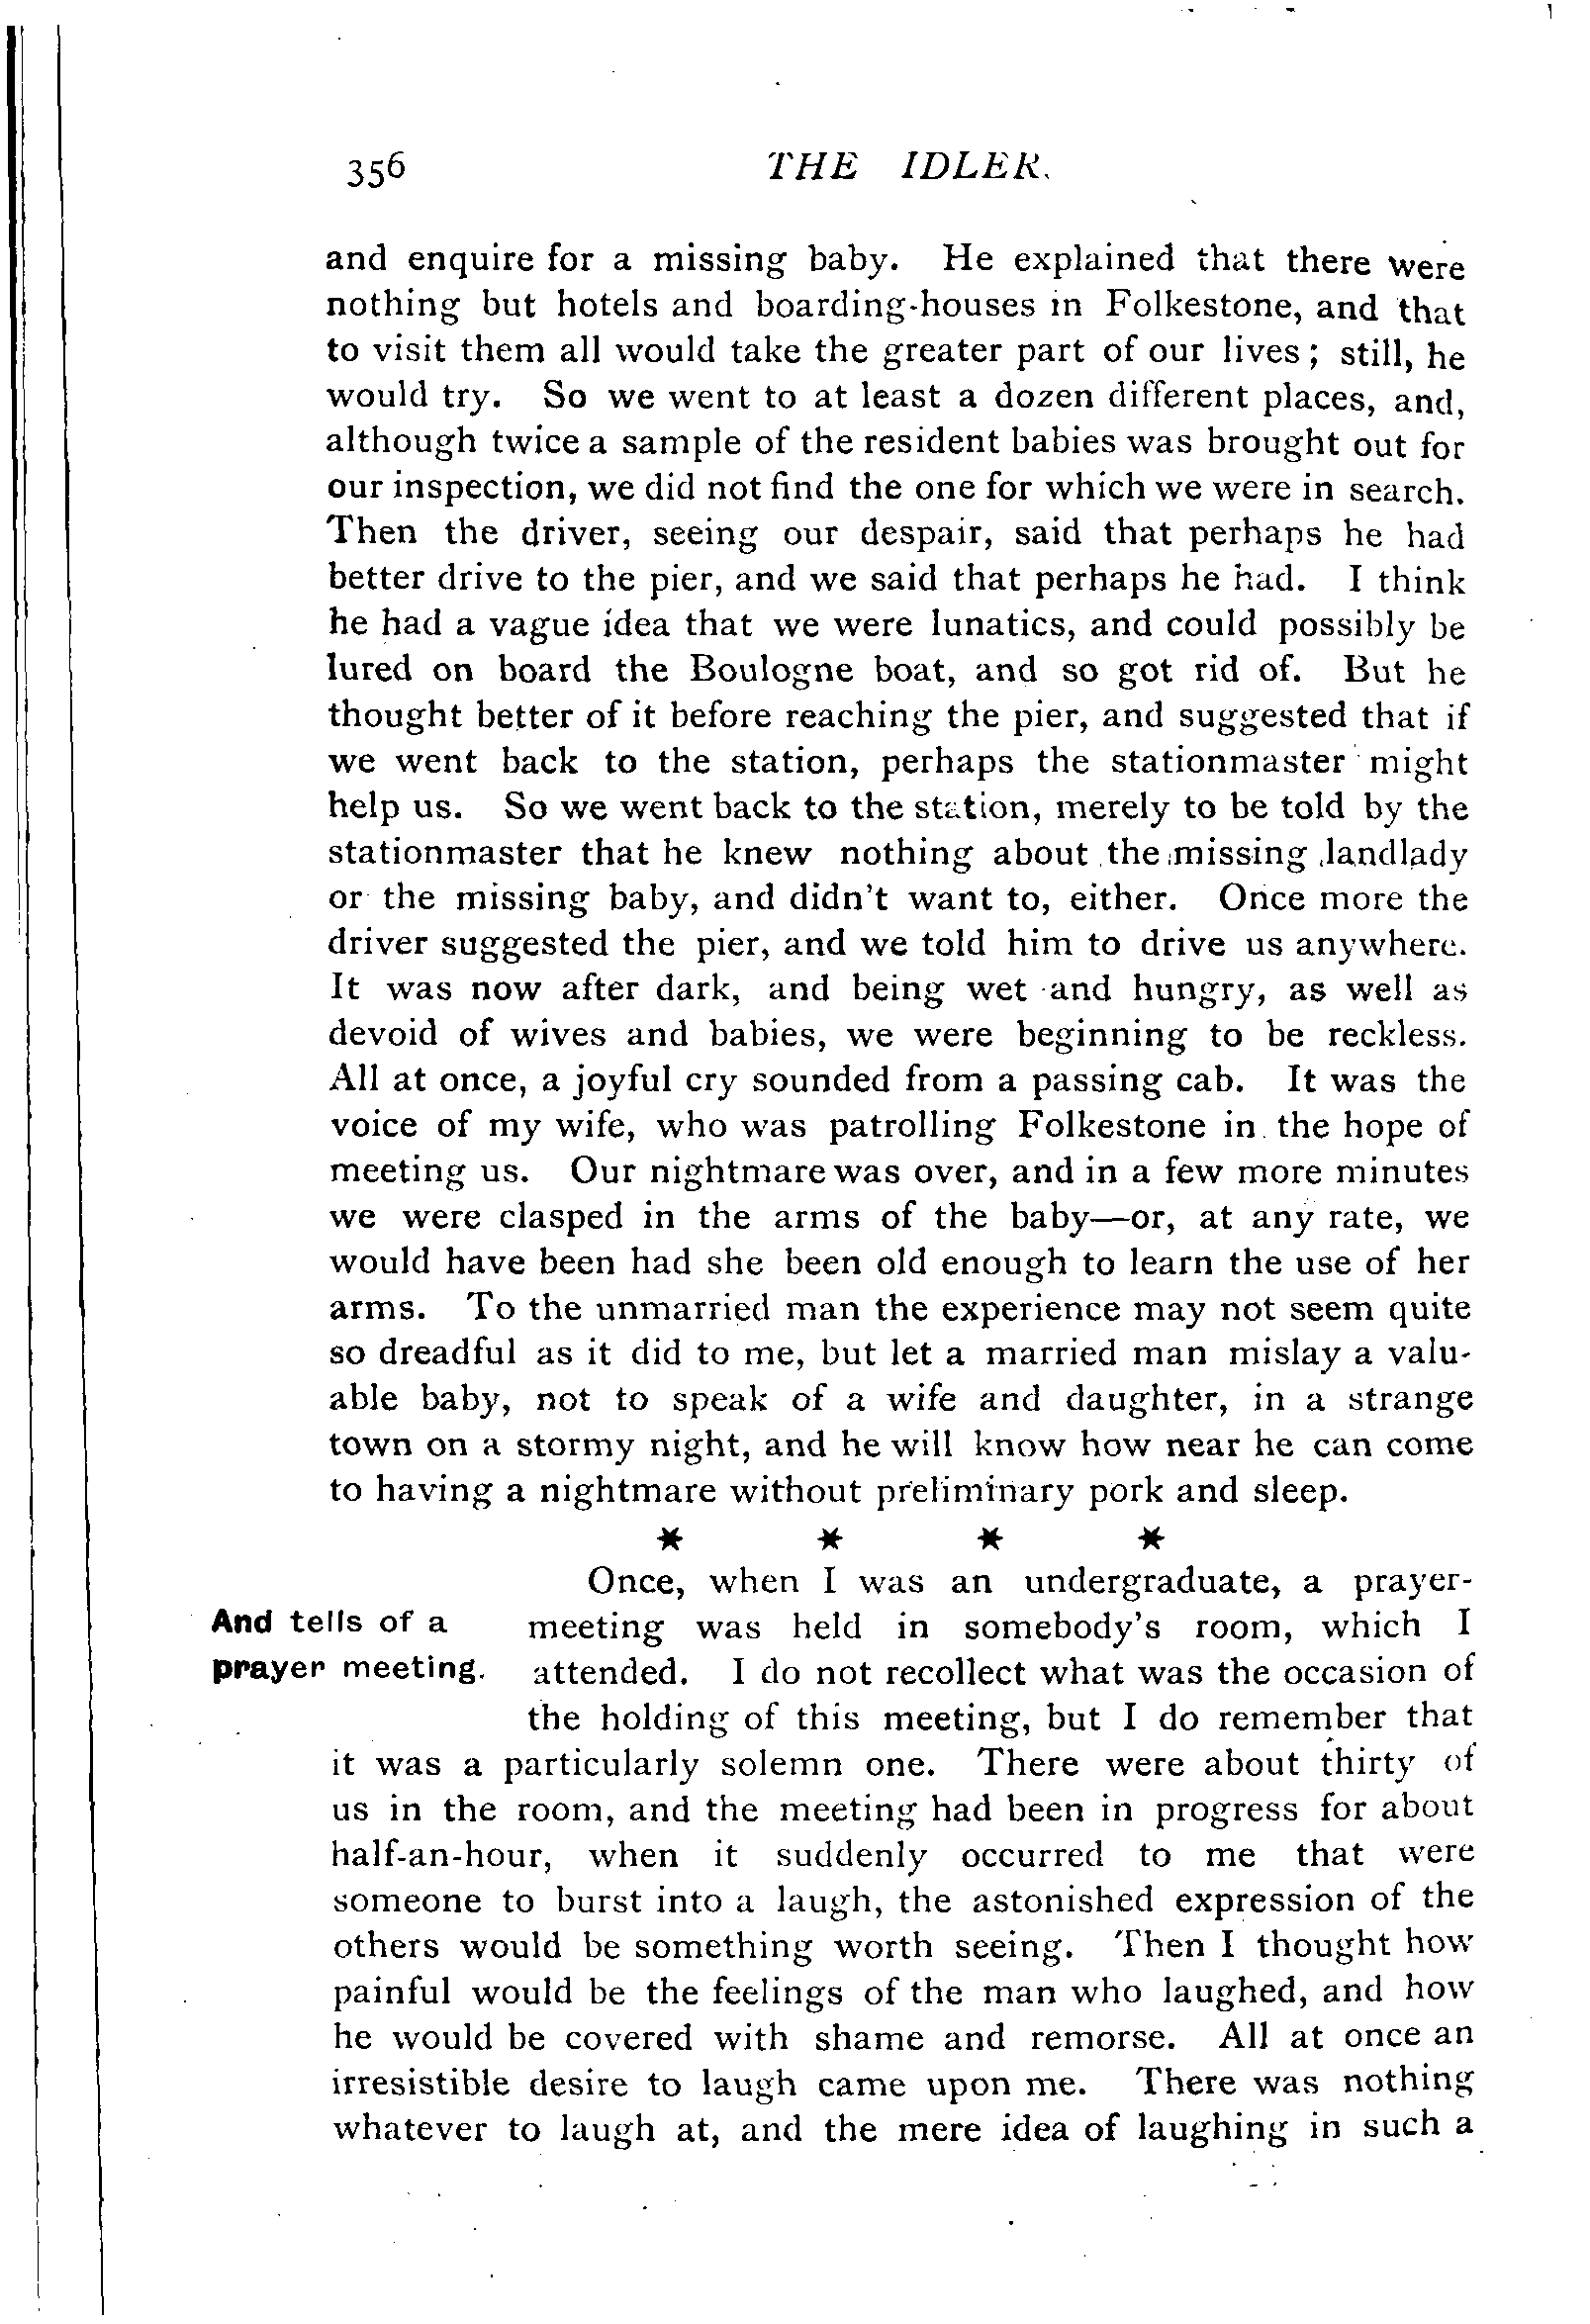 356 THE IDLER.
and enquire for a missing baby. He explained that there were
nothing but hotels and boarding-houses in Folkestone, and that
to visit them all would take the greater part of our lives; still, he
would try. So we went to at least a dozen different places, and,
although twice a sample of the resident babies was brought out for
our inspection, we did not find the one for which we were in search.
Then the driver, seeing our despair, said that perhaps he had
better drive to the pier, and we said that perhaps he had. I think
he had a vague idea that we were lunatics, and could possibly be
lured on board the Boulogne boat, and so got rid of. But he
thought better of it before reaching the pier, and suggested that if
we went back to the station, perhaps the stationmaster might
help us. So we went back to the station, merely to be told by the
stationmaster that he knew nothing about the missing landlady
or the missing baby, and didn't want to, either. Once more the
driver suggested the pier, and we told him to drive us anywhere.
It was now after dark, and being wet and hungry, as well as
devoid of wives and babies, we were beginning to be reckless.
All at once, a joyful cry sounded from a passing cab. It was the
voice of my wife, who was patrolling Folkestone in the hope of
meeting us. Our nightmare was over, and in a few more minutes
we were clasped in the arms of the baby—or, at any rate, we
would have been had she been old enough to learn the use of her
arms. To the unmarried man the experience may not seem quite
so dreadful as it did to me, but let a married man mislay a valu-
able baby, not to speak of a wife and daughter, in a strange
town on a stormy night, and he will know how near he can come
to having a nightmare without preliminary pork and sleep.
* * * *
And tells of a
prayer meeting.
Once, when I was an undergraduate, a prayer-
meeting was held in somebody's room, which I
attended. I do not recollect what was the occasion of
the holding of this meeting, but I do remember that
it was a particularly solemn one. There were about thirty of
us in the room, and the meeting had been in progress for about
half-an-hour, when it suddenly occurred to me that were
someone to burst into a laugh, the astonished expression of the
others would be something worth seeing. Then I thought how
painful would be the feelings of the man who laughed, and how
he would be covered with shame and remorse. All at once an
irresistible desire to laugh came upon me. There was nothing
whatever to laugh at, and the mere idea of laughing in such a